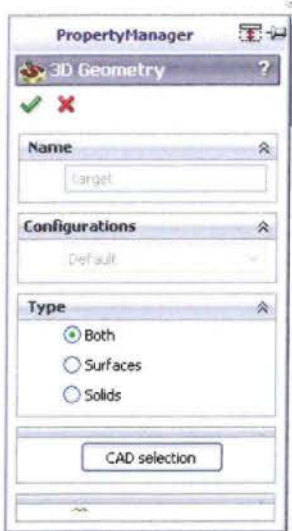 PropertyManager
3D Geometry ?
Name
target
Configurations
Default
Type
Both
Surfaces
Solids
CAD selection